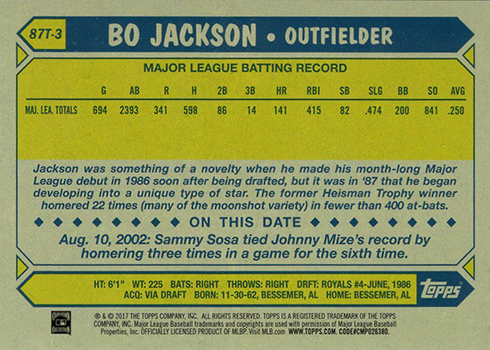 87T-3 BO JACKSON • OUTFIELDER
MAJOR LEAGUE BATTING RECORD
G AB R H 2B 3B HR RBI SB SLG BB SO AVG
MAJ. LEA. TOTALS 694 2393 341 598 86 14 141 415 82 .474 200 841 .250
Jackson was something of a novelty when he made his month-long Major
League debut in 1986 soon after being drafted, but it was in '87 that he began
developing into a unique type of star. The former Heisman Trophy winner
homered 22 times (many of the moonshot variety) in fewer than 400 at-bats.
ON THIS DATE
Aug. 10, 2002: Sammy Sosa tied Johnny Mize's record by
homering three times in a game for the sixth time.
HT: 6'1" WT: 225 BATS: RIGHT THROWS: RIGHT DRFT: ROYALS #4-JUNE, 1986
ACQ: VIA DRAFT BORN: 11-30-62, BESSEMER, AL HOME: BESSEMER, AL
Topps
® & © 2017 THE TOPPS COMPANY, INC. ALL RIGHTS RESERVED. TOPPS IS A REGISTERED TRADEMARK OF THE TOPPS
COMPANY, INC. Major League Baseball trademarks and copyrights are used with permission of Major League Baseball
Properties, Inc. OFFICIALLY LICENSED PRODUCT OF MLBP. Visit MLB.com WWW.TOPPS.COM. CODE#CMP026380.